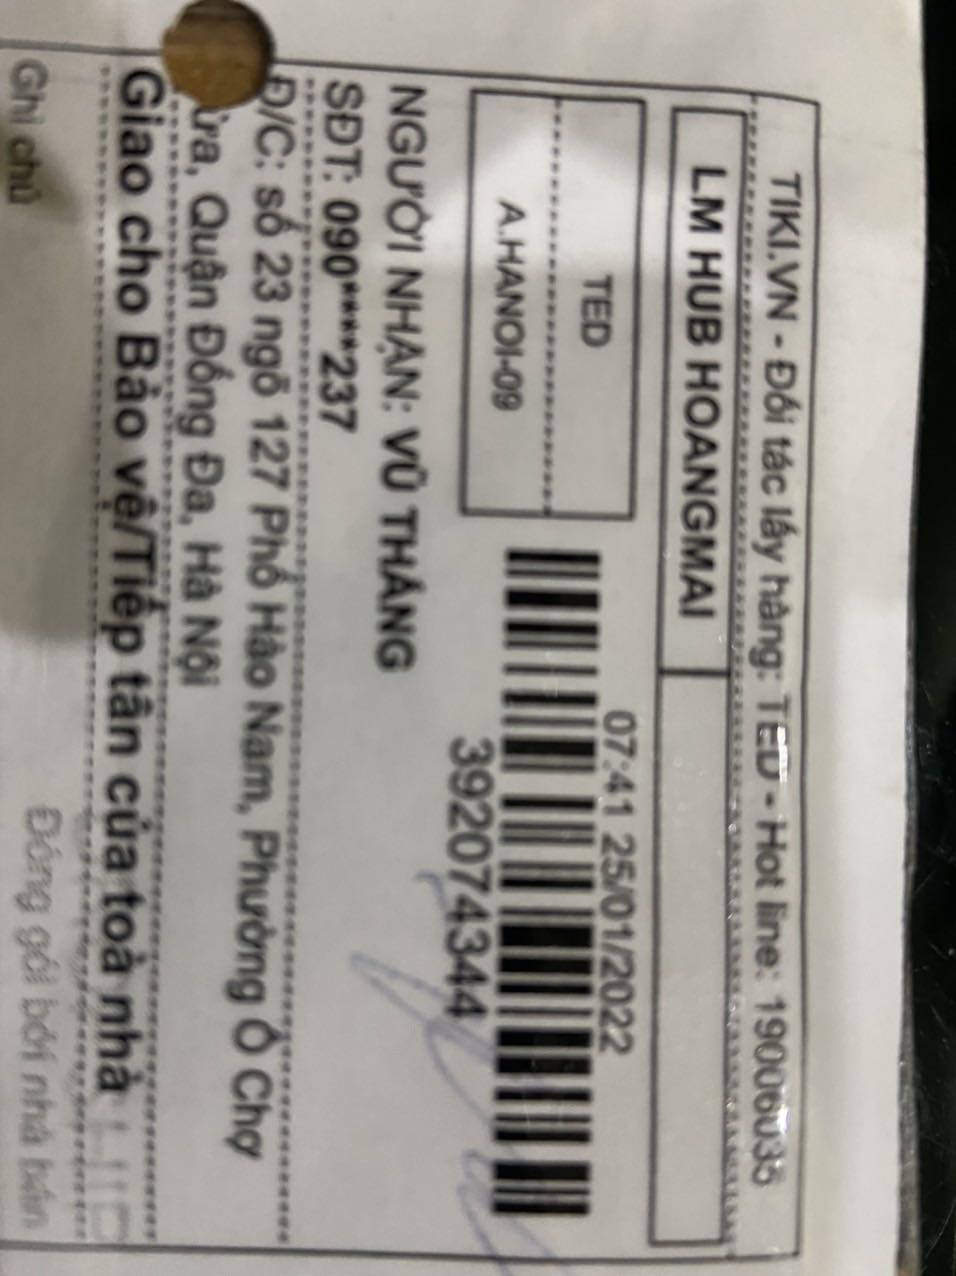 TIKI.VN - Đối tác lấy hàng: TED - Hot line: 19006035
LM HUB HOANGMAI
07:41 25/01/2022
TED
A.HANOI-09
392074344
NGƯỜI NHẬN: VŨ THẮNG
SĐT: 090****237
Đ/C: số 23 ngõ 127 Phố Hào Nam, Phường Ô Chợ
ừa, Quận Đống Đa, Hà Nội
Giao cho Bảo vệ/Tiếp tân của toà nhà
Ghi chú
Đóng gói bởi nhà bán